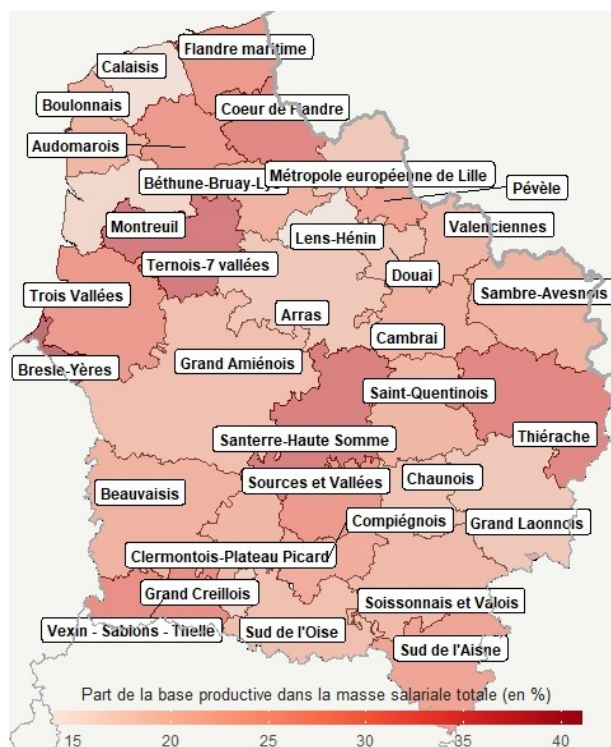 Flandre maritime
Calaisis
Boulonnais
Coeur de Flandre
Audomarois
Métropole européenne de Lille
Béthune-Bruay-Lys
Pévèle
Montreuil
Valenciennes
Lens-Hénin
Ternois-7 vallées
Douai
Trois Vallées
Sambre-Avesnois
Arras
Cambrai
Bresle-Yères
Grand Amiénois
Saint-Quentinois
Thiérache
Santerre-Haute Somme
Sources et Vallées
Chaunois
Beauvaisis
Compiégnois
Grand Laonnois
Clermontois-Plateau Picard
Grand Creillois
Soissonnais et Valois
Vexin - Sablons - Thelle
Sud de l'Oise
Sud de l'Aisne
Part de la base productive dans la masse salariale totale (en %)
15 20 25 30 35 40